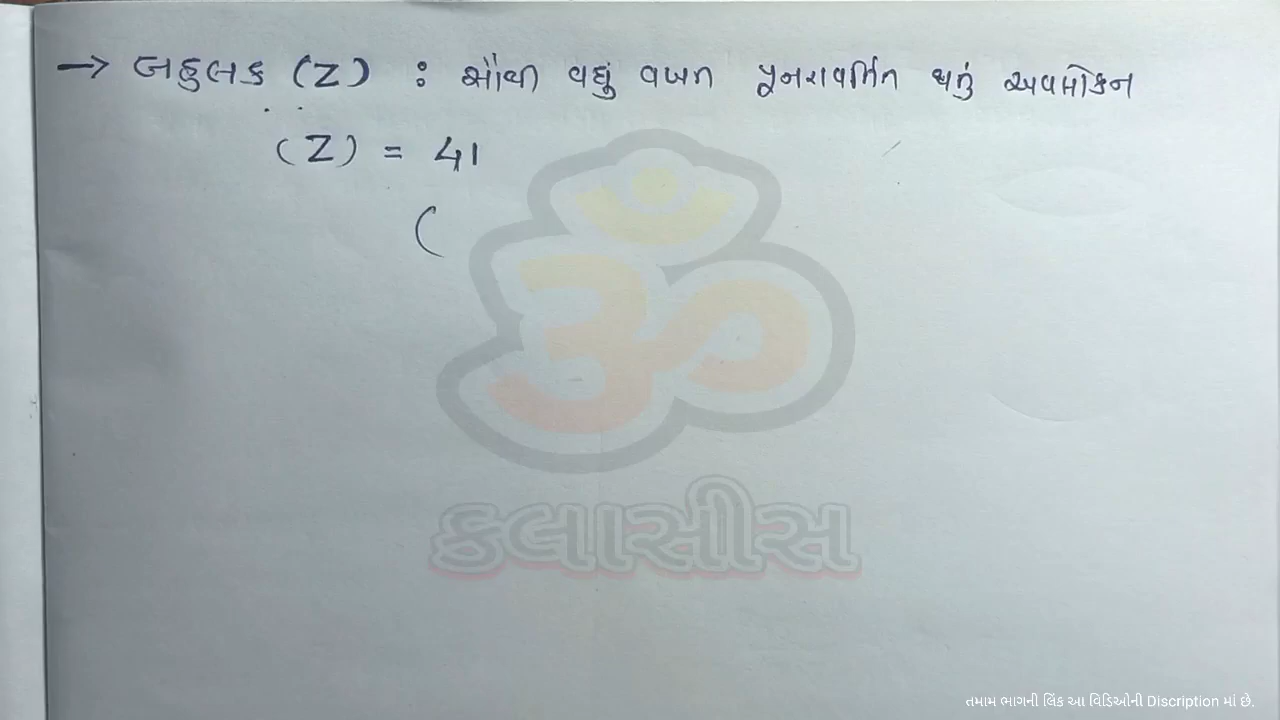 → બહુલક (Z) : સૌથી વધું વખત પૂનરાવર્તિત થતું અવલોકન
(Z) = 41
(
ૐ
ક્લાસીસ
તમામ ભાગની લિંક આ વિડિઓની Discription માં છે.